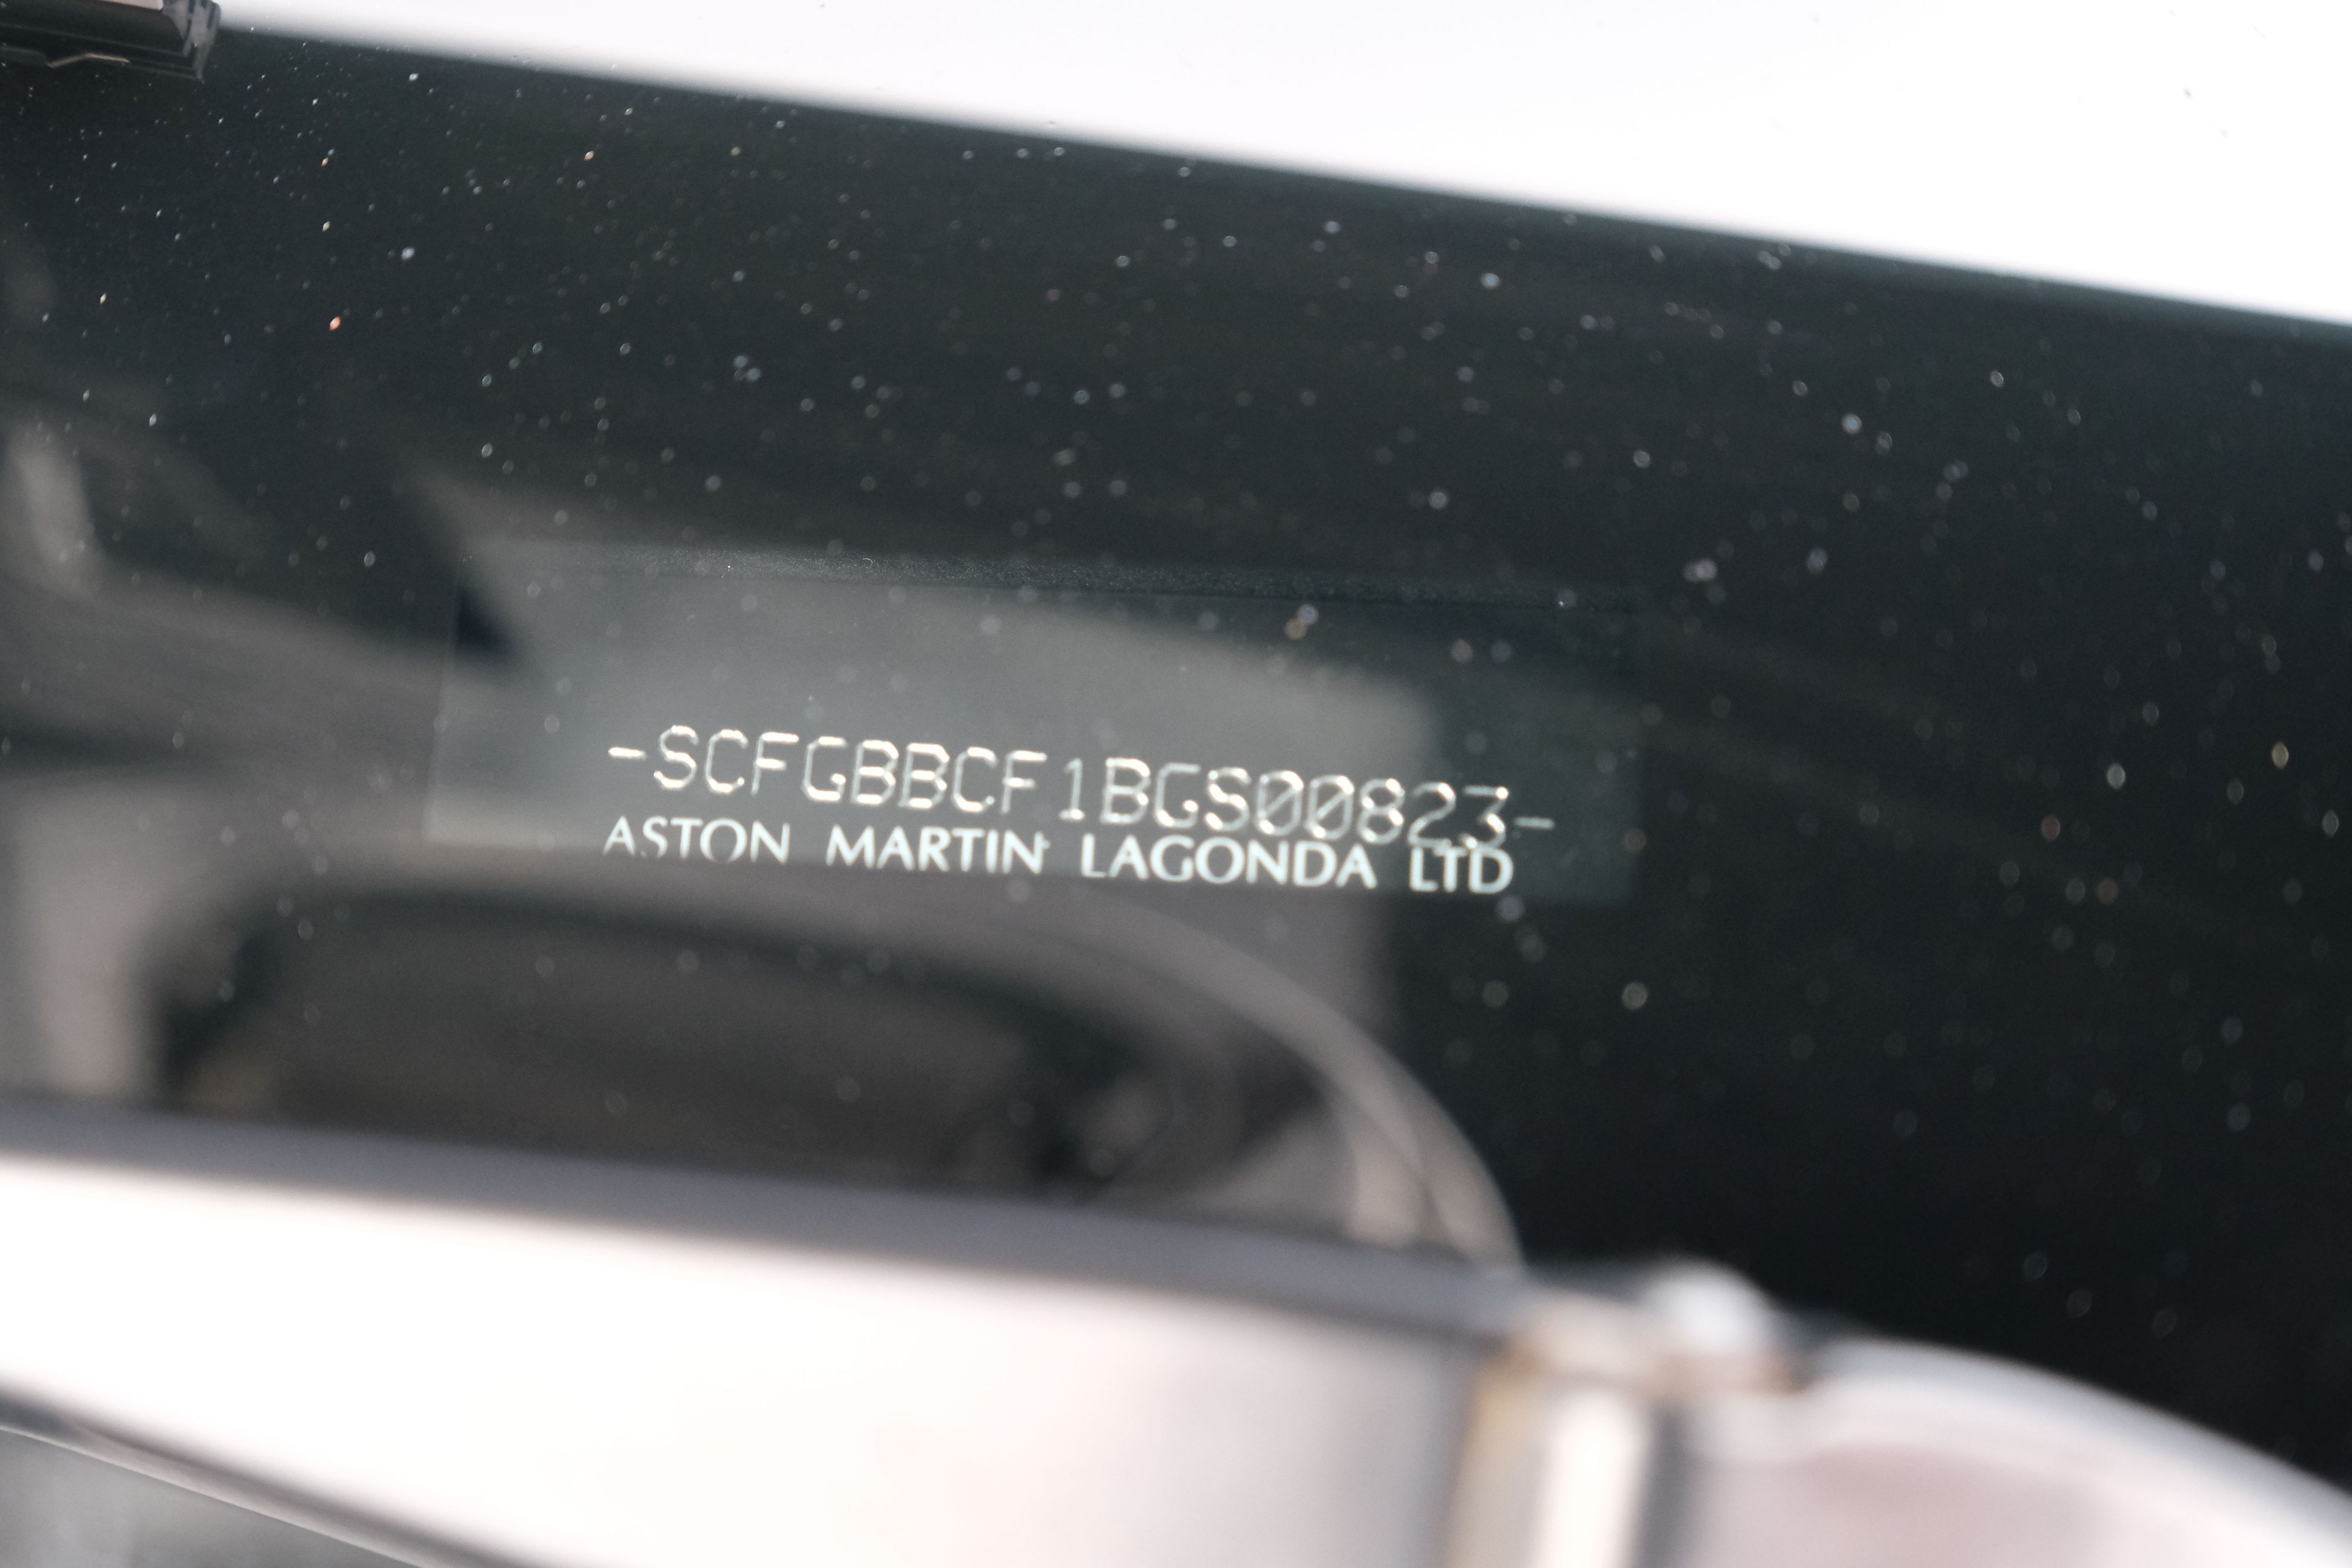 -SCFGBBCF1BGS00823-
ASTON MARTIN LAGONDA LTD